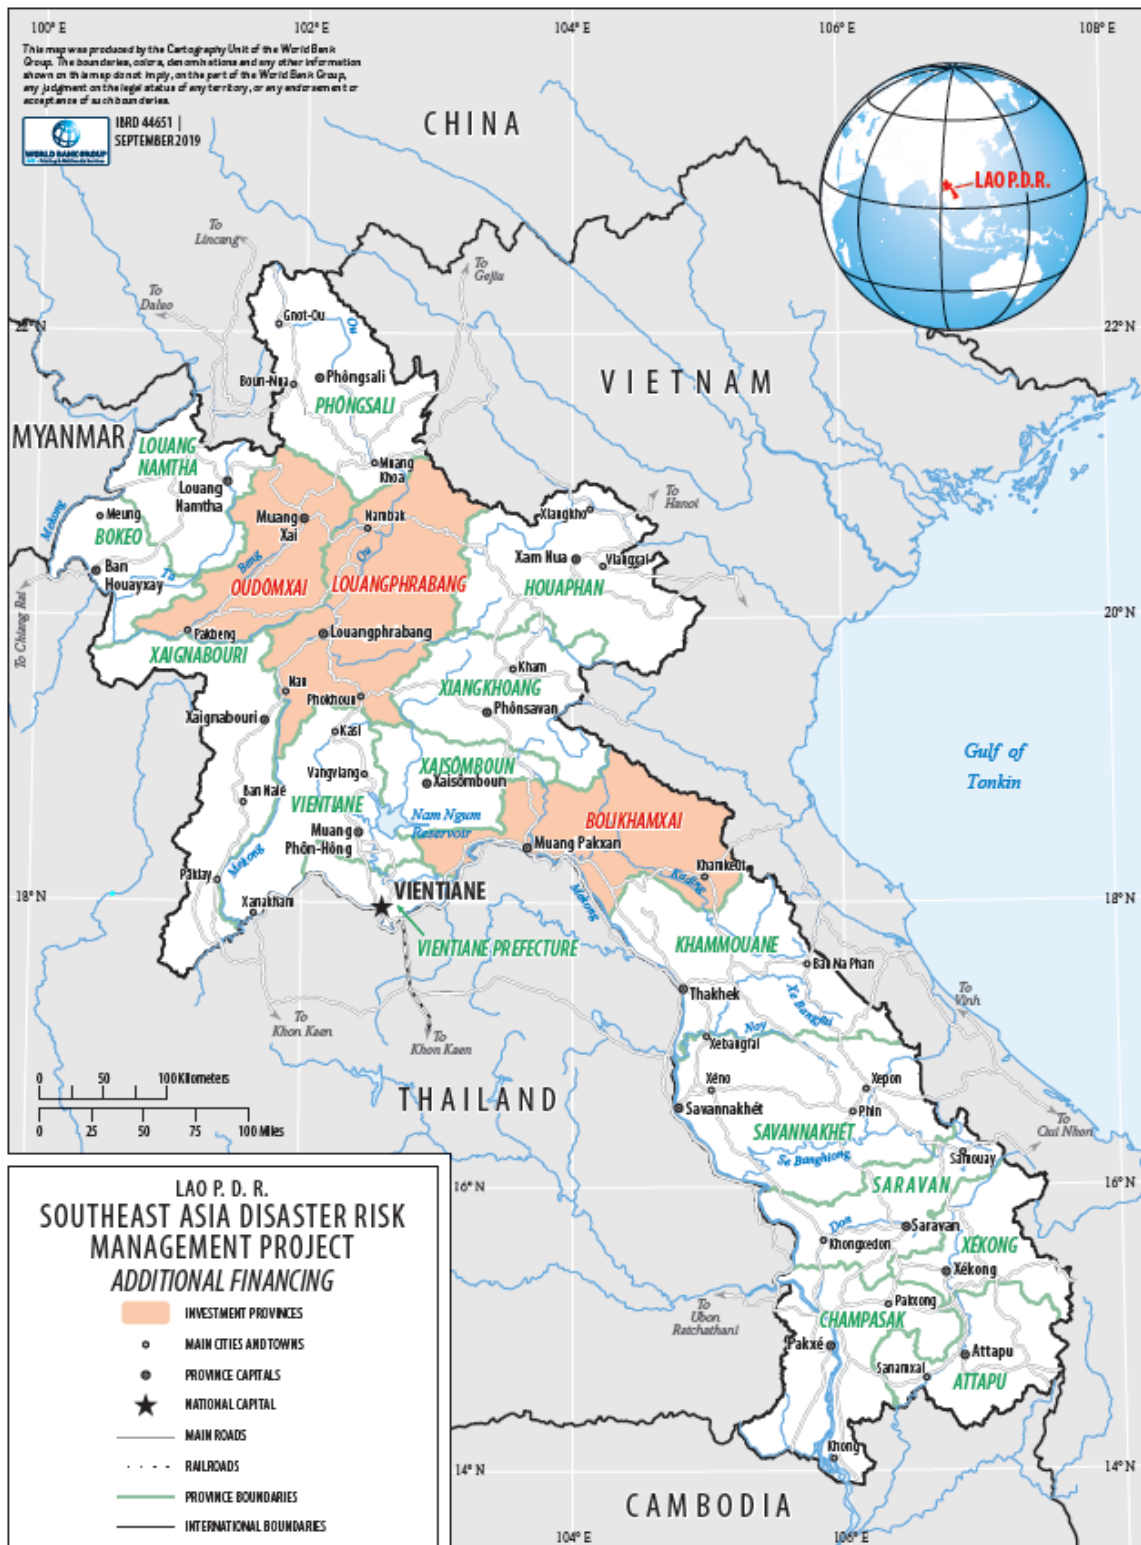 100° E
102° E
104° E
106° E
108° E
This map was produced by the Cartography Unit of the World Bank
Group. The boundaries, colors, denominations and any other information
shown on this map do not imply, on the part of the World Bank Group,
any judgment on the legal status of any territory, or any endorsement or
acceptance of such boundaries.
WORLD BANK GROUP
IBRD 44651 |
SEPTEMBER 2019
CHINA
LAO P.D.R.
To
Lincang
To
Gejiu
To
Daluo
22° N
22° N
Gnot-Ou
Ou
Boun-Nua
Phôngsali
PHÔNGSALI
VIETNAM
MYANMAR
LOUANG
NAMTHA
Muang
Khoa
Louang
Namtha
To
Hanoi
Mekong
Meung
BOKEO
Muang
Xai
Nambak
Xiangkho
Xam Nua
Viangxai
Ban
Houayxay
Ta
Beng
Ou
OUDÔMXAI
LOUANGPHRABANG
HOUAPHAN
To Chiang Rai
20° N
Pakbeng
Louangphrabang
XAIGNABOURI
Kham
Nan
Phokhoun
XIANGKHOANG
Phônsavan
Xaignabouri
Kasi
Gulf of
Tonkin
Vangviang
XAISÔMBOUN
Xaisômboun
Ban Nalé
VIENTIANE
Nam Ngum
Reservoir
BOLIKHAMXAI
Muang
Phôn-Hông
Muang Pakxan
Mekong
Paklay
Khamkeut
Kading
18° N
18° N
Xanakham
VIENTIANE
Mekong
VIENTIANE PREFECTURE
KHAMMOUANE
Ban Na Phan
Thakhek
Xe Bangfai
To
Vinh
To
Khon Kaen
To
Khon Kaen
Noy
Xebangfai
0
50
100 Kilometers
0
25
50
75
100 Miles
THAILAND
Xéno
Xepon
Savannakhét
Phin
To
Qui Nhon
SAVANNAKHÉT
Se Banghiang
Samouay
16° N
SARAVAN
16° N
Don
Saravan
Khongxedon
XÉKONG
Xékong
To
Ubon
Ratchathani
Pakxong
CHAMPASAK
Pakxé
Attapu
Sanamxai
ATTAPU
Khong
14° N
14° N
CAMBODIA
104° E
106° E
LAO P. D. R.
SOUTHEAST ASIA DISASTER RISK
MANAGEMENT PROJECT
ADDITIONAL FINANCING
INVESTMENT PROVINCES
MAIN CITIES AND TOWNS
PROVINCE CAPITALS
NATIONAL CAPITAL
MAIN ROADS
RAILROADS
PROVINCE BOUNDARIES
INTERNATIONAL BOUNDARIES